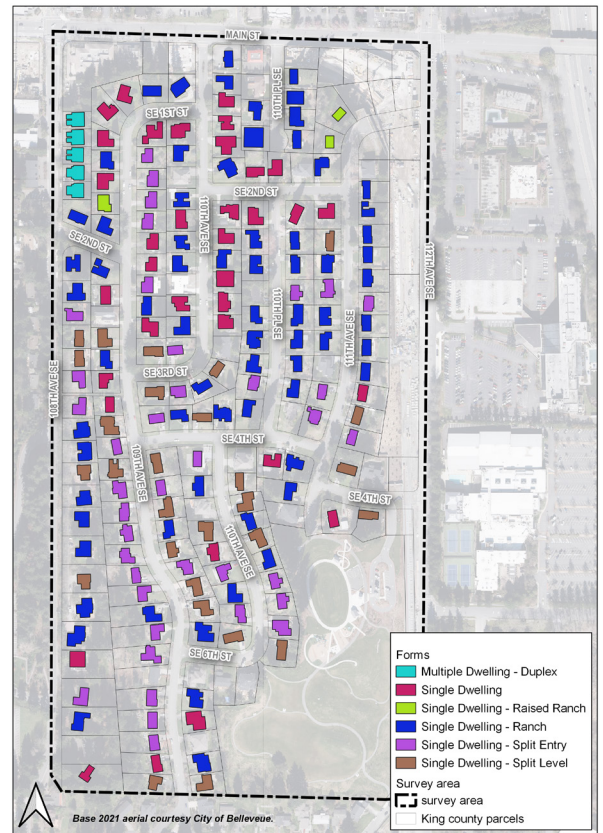 MAIN ST
110TH PL SE
SE 1ST ST
SE 2ND ST
110TH AVE SE
SE 2ND ST
112TH AVE SE
110TH PL SE
111TH AVE SE
SE 3RD ST
108TH AVE SE
SE 4TH ST
109TH AVE SE
SE 4TH ST
110TH AVE SE
SE 6TH ST
Forms
Multiple Dwelling - Duplex
Single Dwelling
Single Dwelling - Raised Ranch
Single Dwelling - Ranch
Single Dwelling - Split Entry
Single Dwelling - Split Level
Survey area
survey area
King county parcels
Base 2021 aerial courtesy City of Belleveue.